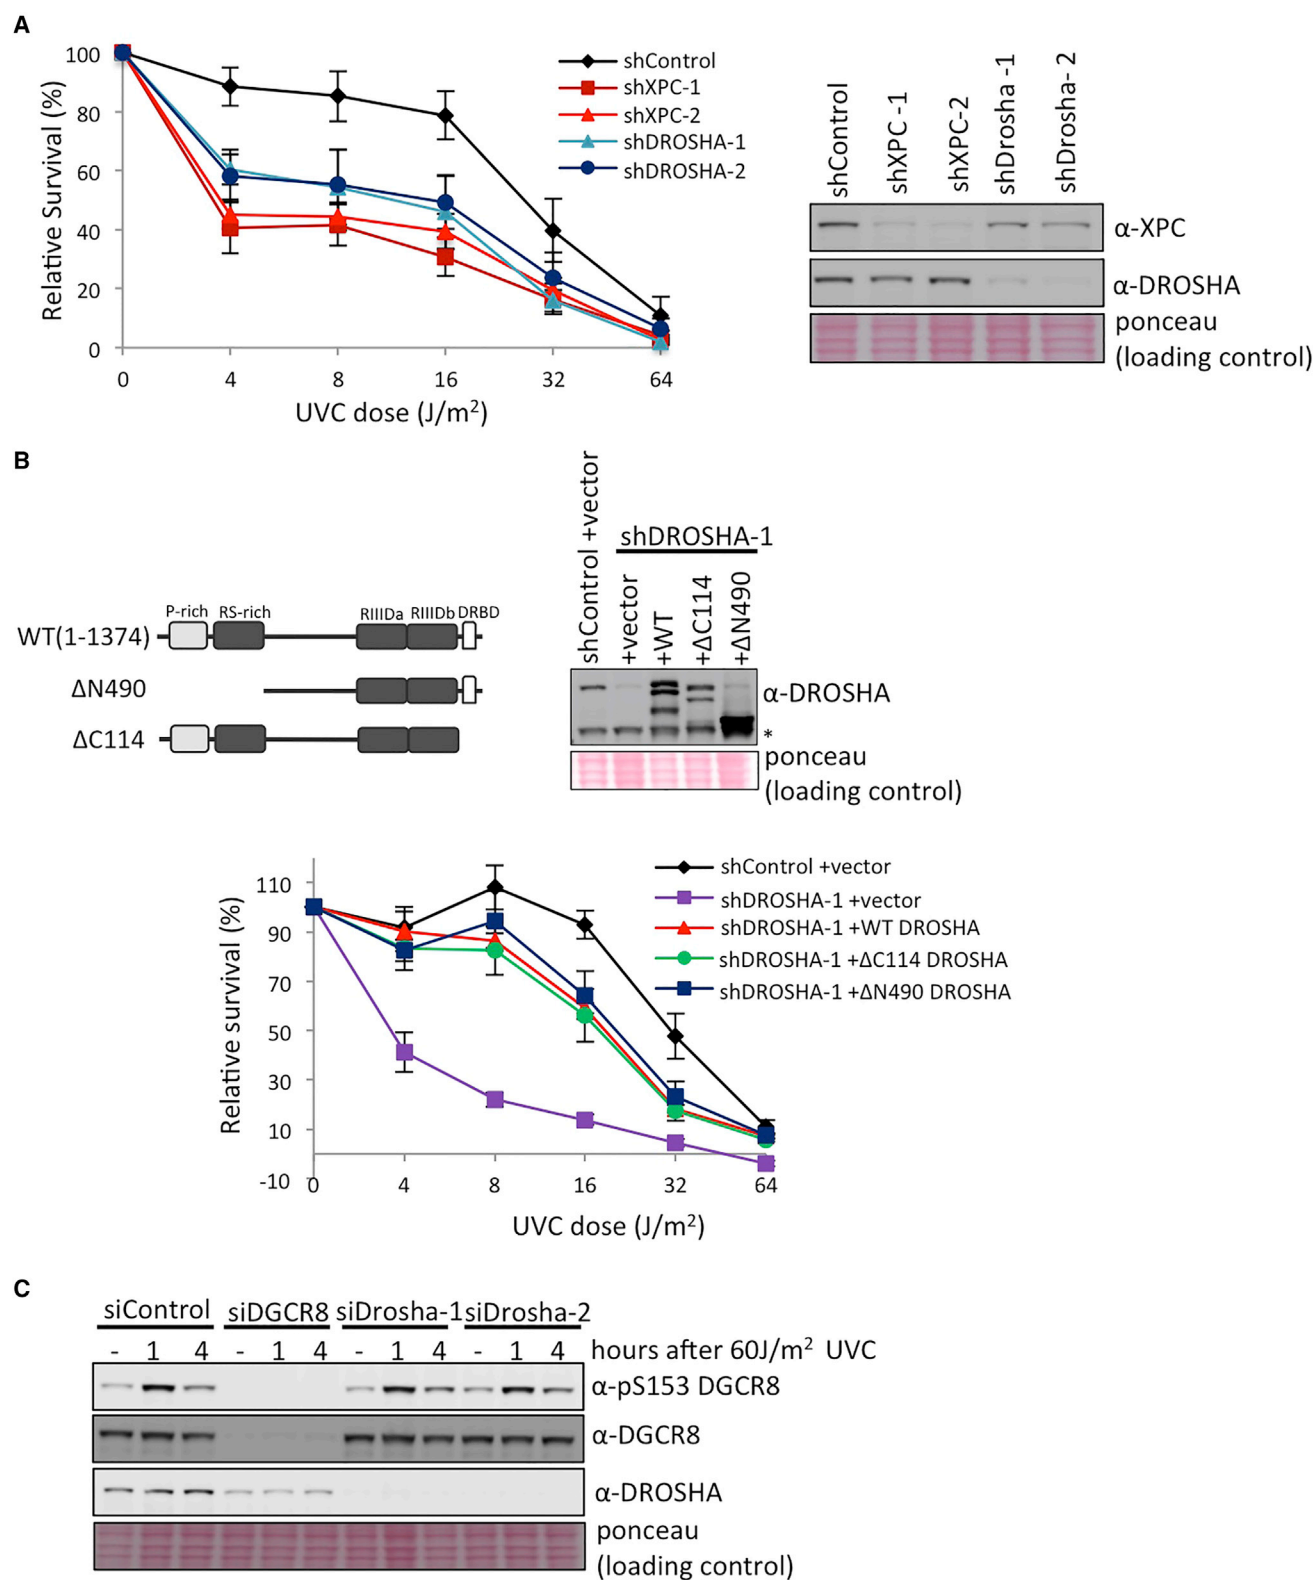 A
100
80
60
40
20
0
Relative Survival (%)
0 4 8 16 32 64
UVC dose (J/m²)
shControl
shXPC-1
shXPC-2
shDROSHA-1
shDROSHA-2
shControl
shXPC -1
shXPC-2
shDrosha -1
shDrosha- 2
α-XPC
α-DROSHA
ponceau
(loading control)
B
P-rich RS-rich RIIIDa RIIIDb DRBD
WT(1-1374)
ΔN490
ΔC114
shControl +vector
shDROSHA-1
+vector
+WT
+ΔC114
+ΔN490
α-DROSHA
*
ponceau
(loading control)
110
90
70
50
30
10
-10
Relative survival (%)
0 4 8 16 32 64
UVC dose (J/m²)
shControl +vector
shDROSHA-1 +vector
shDROSHA-1 +WT DROSHA
shDROSHA-1 +ΔC114 DROSHA
shDROSHA-1 +ΔN490 DROSHA
C
siControl siDGCR8 siDrosha-1 siDrosha-2
- 1 4 - 1 4 - 1 4 - 1 4 hours after 60J/m² UVC
α-pS153 DGCR8
α-DGCR8
α-DROSHA
ponceau
(loading control)